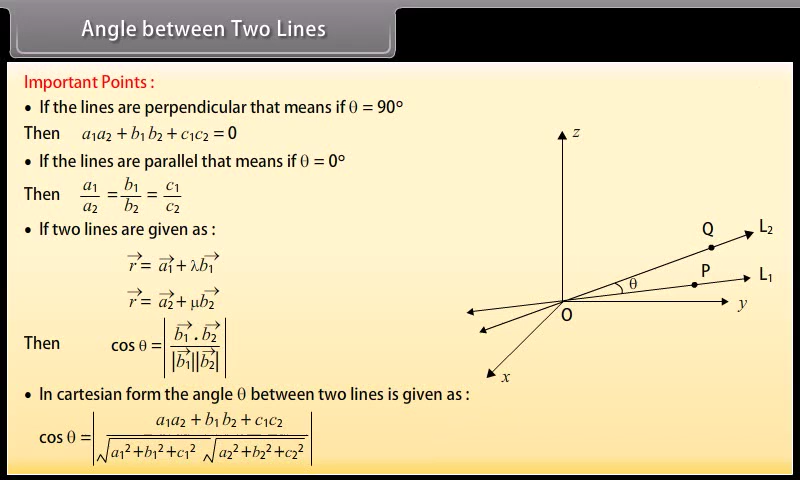 Angle between Two Lines
Important Points :
• If the lines are perpendicular that means if θ = 90°
Then a₁a₂ + b₁b₂ + c₁c₂ = 0
• If the lines are parallel that means if θ = 0°
Then a₁/a₂ = b₁/b₂ = c₁/c₂
• If two lines are given as :
r⃗ = a⃗₁ + λb⃗₁
r⃗ = a⃗₂ + μb⃗₂
Then cos θ = | b⃗₁ . b⃗₂ / |b⃗₁||b⃗₂| |
• In cartesian form the angle θ between two lines is given as :
cos θ = | a₁a₂ + b₁b₂ + c₁c₂ / √(a₁² + b₁² + c₁²) √(a₂² + b₂² + c₂²) |
z
Q L₂
P L₁
θ
O y
x